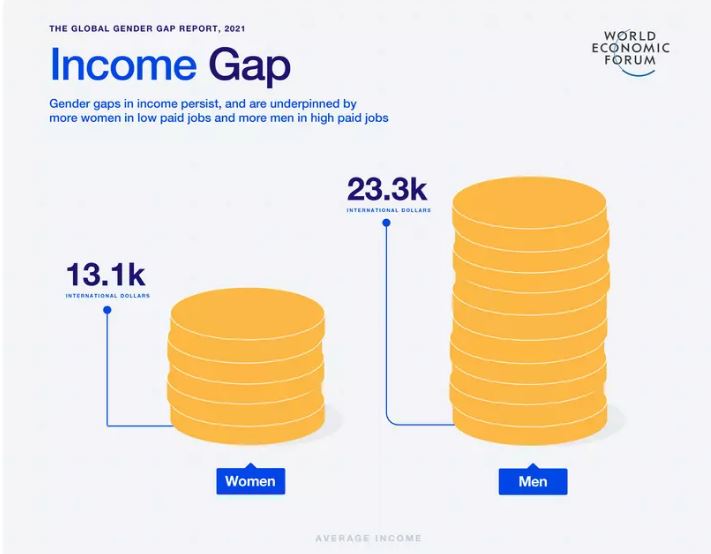 THE GLOBAL GENDER GAP REPORT, 2021
Income Gap
Gender gaps in income persist, and are underpinned by
more women in low paid jobs and more men in high paid jobs
WORLD
ECONOMIC
FORUM
23.3k
INTERNATIONAL DOLLARS
13.1k
INTERNATIONAL DOLLARS
Women
Men
AVERAGE INCOME